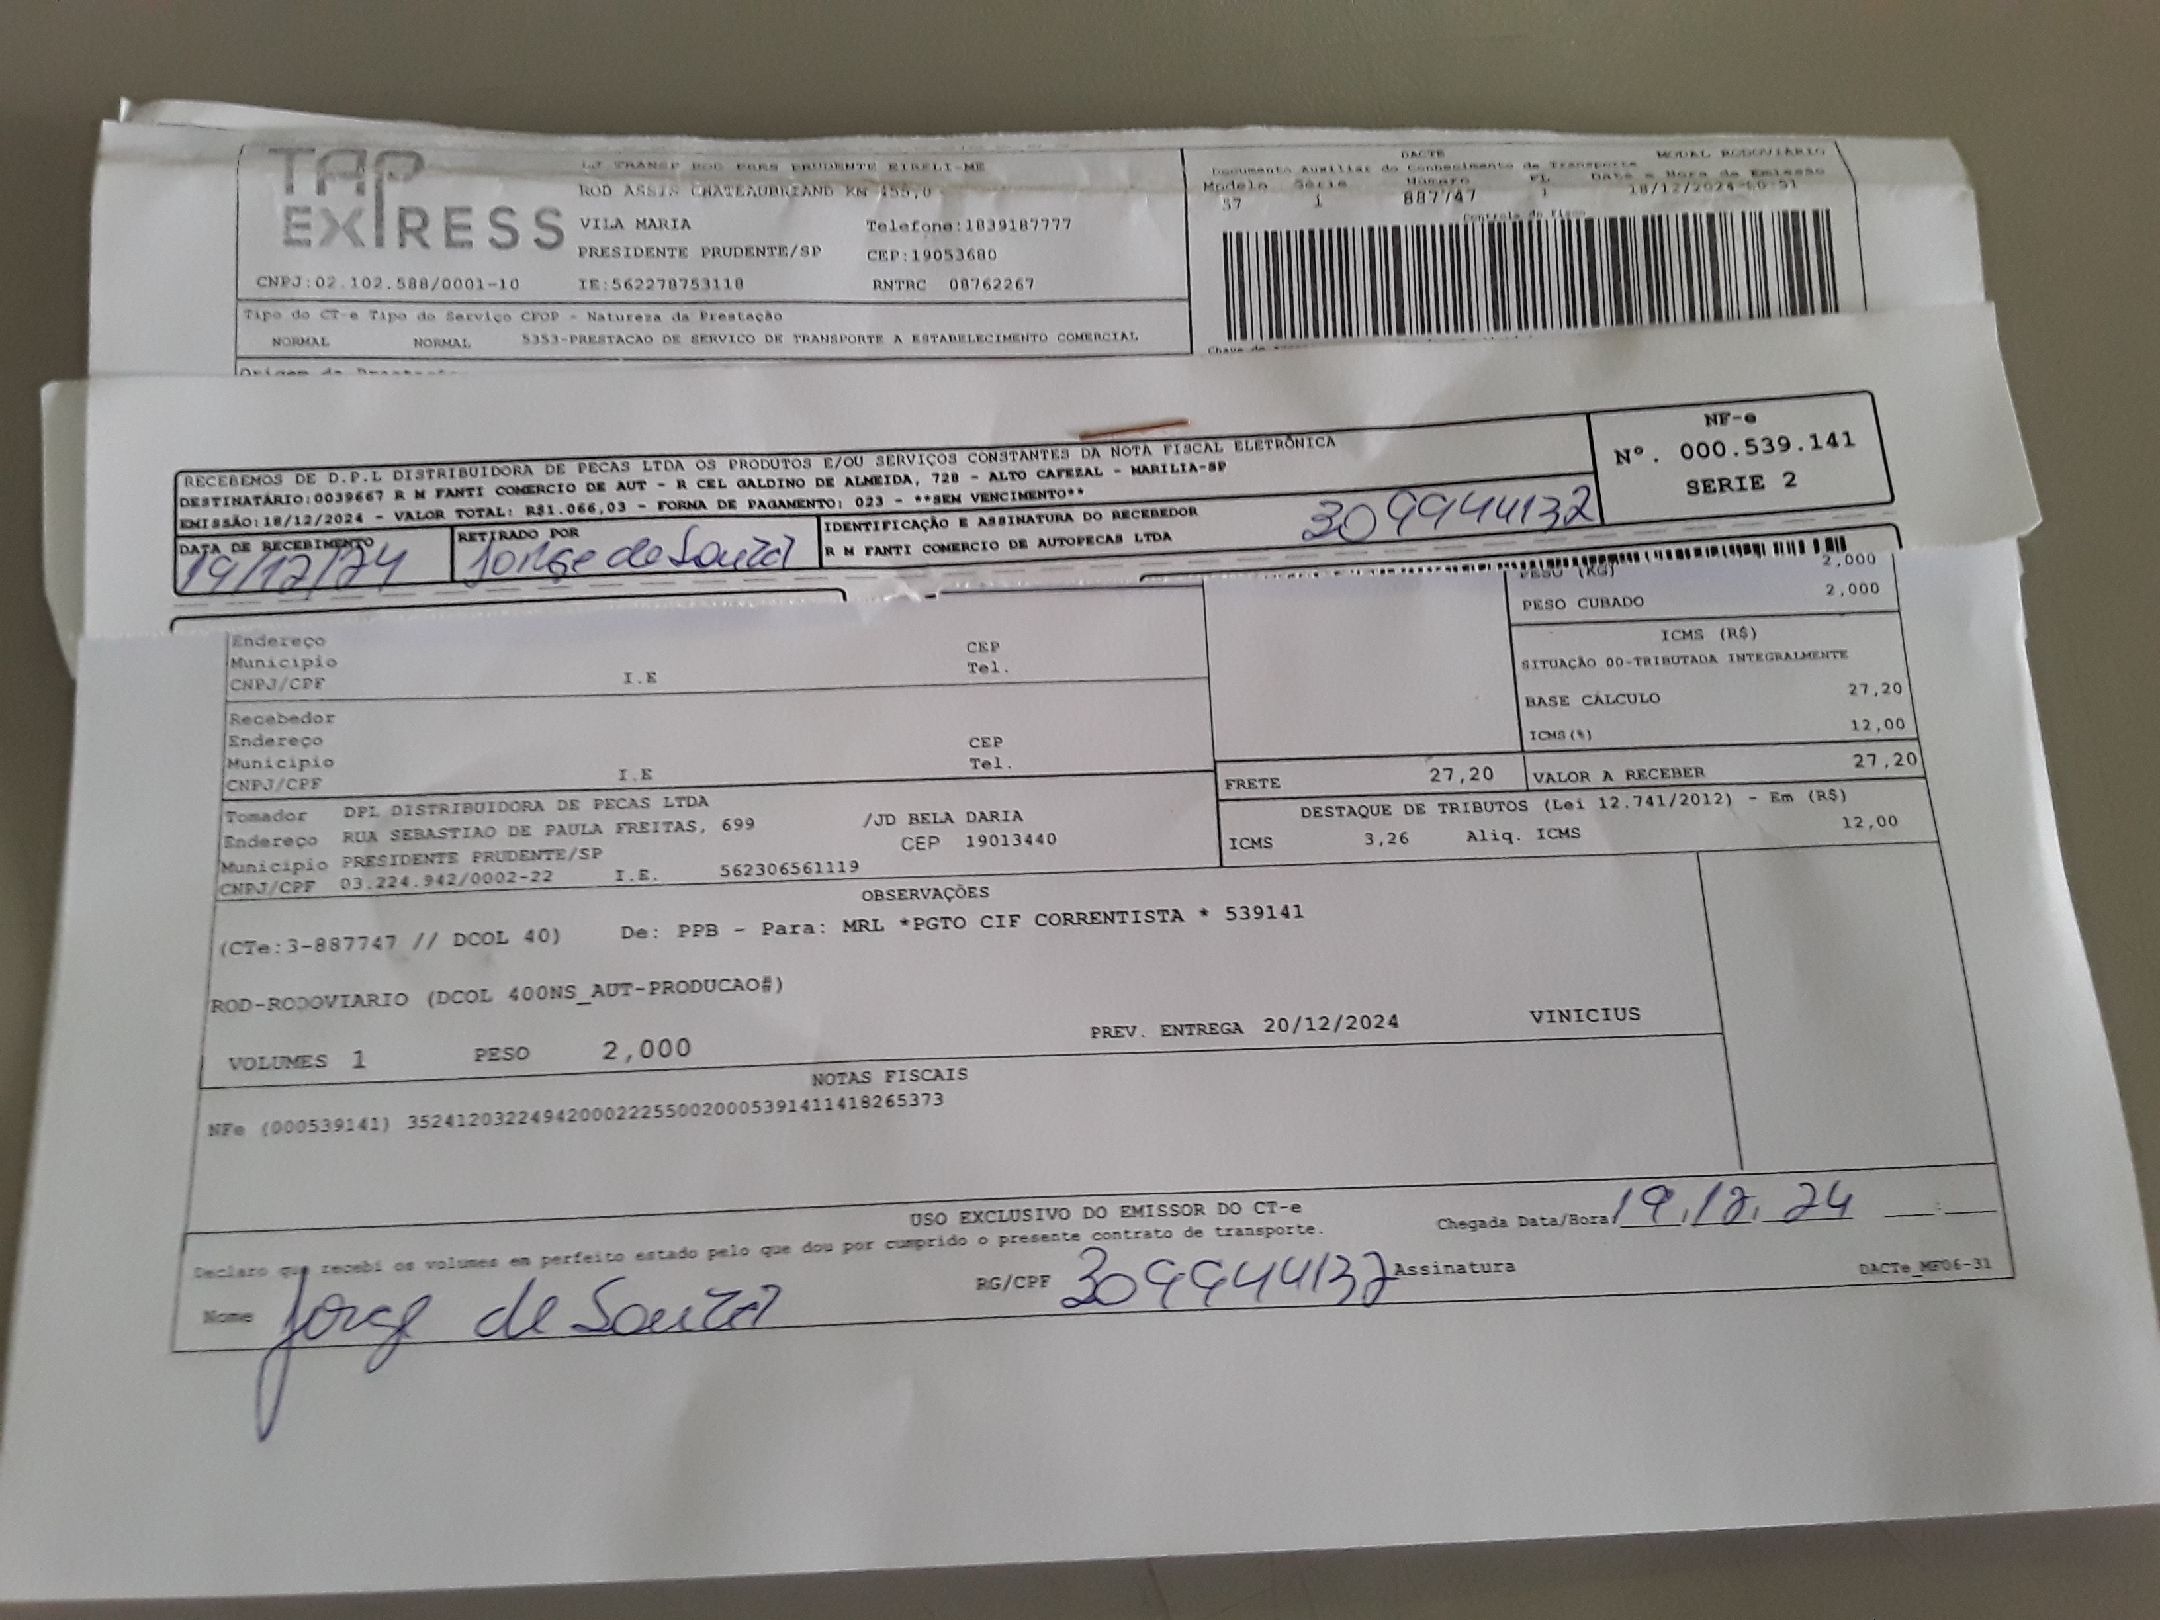 TAP EXPRESS
LJ TRANSP ROD PRES PRUDENTE EIRELI-ME
ROD ASSIS CHATEAUBRIAND KM 455,0
VILA MARIA Telefone:1839187777
PRESIDENTE PRUDENTE/SP CEP:19053680
CNPJ:02.102.588/0001-10 IE:562278753118 RNTRC 08762267
DACTE MODAL RODOVIÁRIO
Documento Auxiliar do Conhecimento de Transporte
Modelo Série Número FL Data e Hora de Emissão
57 1 887747 1 18/12/2024
Controle do Fisco
Tipo do CT-e Tipo do Serviço CFOP - Natureza da Prestação
NORMAL NORMAL 5353-PRESTACAO DE SERVICO DE TRANSPORTE A ESTABELECIMENTO COMERCIAL
RECEBEMOS DE D.P.L DISTRIBUIDORA DE PECAS LTDA OS PRODUTOS E/OU SERVIÇOS CONSTANTES DA NOTA FISCAL ELETRÔNICA
DESTINATÁRIO:0039667 R M FANTI COMERCIO DE AUT - R CEL GALDINO DE ALMEIDA, 728 - ALTO CAFEZAL - MARILIA-SP
EMISSÃO:18/12/2024 - VALOR TOTAL: R$1.066,03 - FORMA DE PAGAMENTO: 023 - **SEM VENCIMENTO**
NF-e
Nº. 000.539.141
SERIE 2
DATA DE RECEBIMENTO RETIRADO POR IDENTIFICAÇÃO E ASSINATURA DO RECEBEDOR
19/12/24 Jorge de Souza R M FANTI COMERCIO DE AUTOPECAS LTDA 309944132
PESO (KG) 2,000
PESO CUBADO 2,000
Endereço CEP
Município Tel.
CNPJ/CPF I.E
ICMS (R$)
SITUAÇÃO 00-TRIBUTADA INTEGRALMENTE
BASE CÁLCULO 27,20
ICMS(%) 12,00
Recebedor
Endereço CEP
Município Tel.
CNPJ/CPF I.E
FRETE 27,20 VALOR A RECEBER 27,20
Tomador DPL DISTRIBUIDORA DE PECAS LTDA
Endereço RUA SEBASTIAO DE PAULA FREITAS, 699 /JD BELA DARIA
Município PRESIDENTE PRUDENTE/SP CEP 19013440
CNPJ/CPF 03.224.942/0002-22 I.E. 562306561119
DESTAQUE DE TRIBUTOS (Lei 12.741/2012) - Em (R$)
ICMS 3,26 Aliq. ICMS 12,00
OBSERVAÇÕES
(CTe:3-887747 // DCOL 40) De: PPB - Para: MRL *PGTO CIF CORRENTISTA * 539141
ROD-RODOVIARIO (DCOL 400NS_AUT-PRODUCAO#)
VOLUMES 1 PESO 2,000 PREV. ENTREGA 20/12/2024 VINICIUS
NOTAS FISCAIS
NFe (000539141) 35241203224942000222550020005391411418265373
USO EXCLUSIVO DO EMISSOR DO CT-e
Declaro que recebi os volumes em perfeito estado pelo que dou por cumprido o presente contrato de transporte.
Chegada Data/Hora 19.12.24 __:__
Nome Jorge de Souza RG/CPF 309944132 Assinatura
DACTe_MF06-31